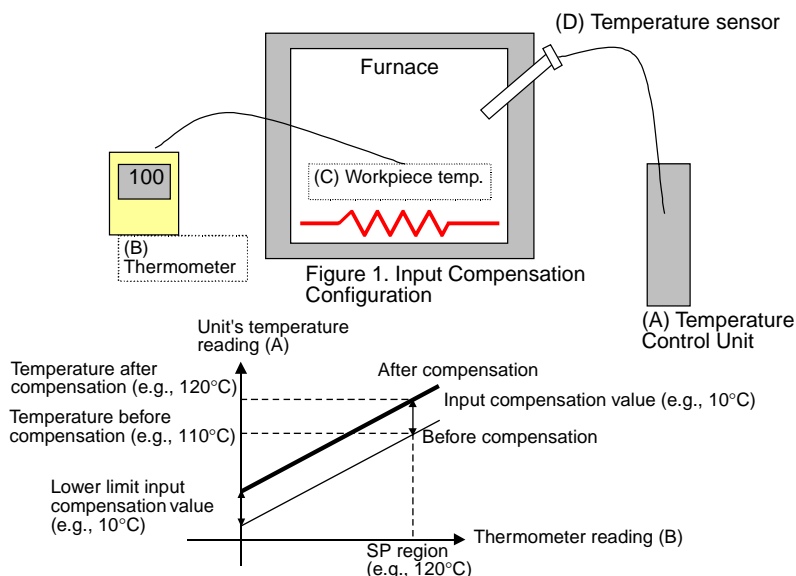 (D) Temperature sensor
Furnace
100
(C) Workpiece temp.
(B)
Thermometer
Figure 1. Input Compensation
Configuration
(A) Temperature
Control Unit
Unit's temperature
reading (A)
Temperature after
compensation (e.g., 120°C)
After compensation
Input compensation value (e.g., 10°C)
Temperature before
compensation (e.g., 110°C)
Before compensation
Lower limit input
compensation value
(e.g., 10°C)
Thermometer reading (B)
SP region
(e.g., 120°C)